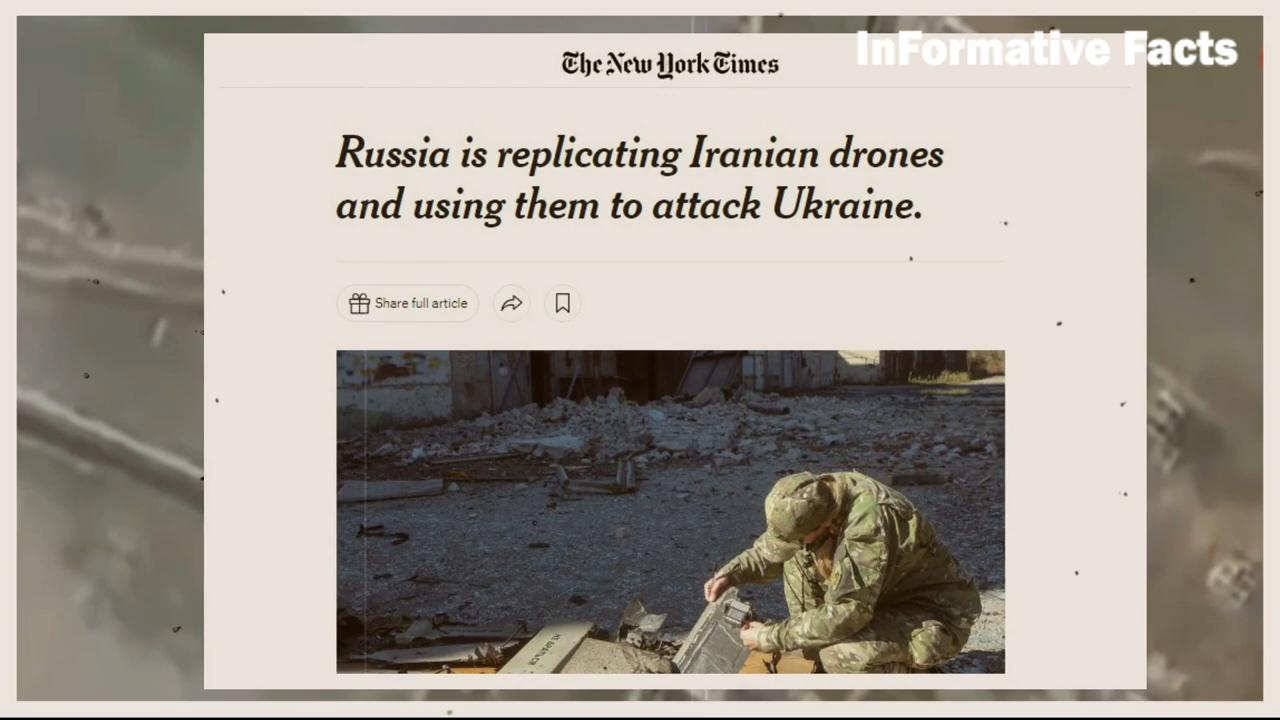 InFormative Facts
The New York Times
Russia is replicating Iranian drones
and using them to attack Ukraine.
Share full article